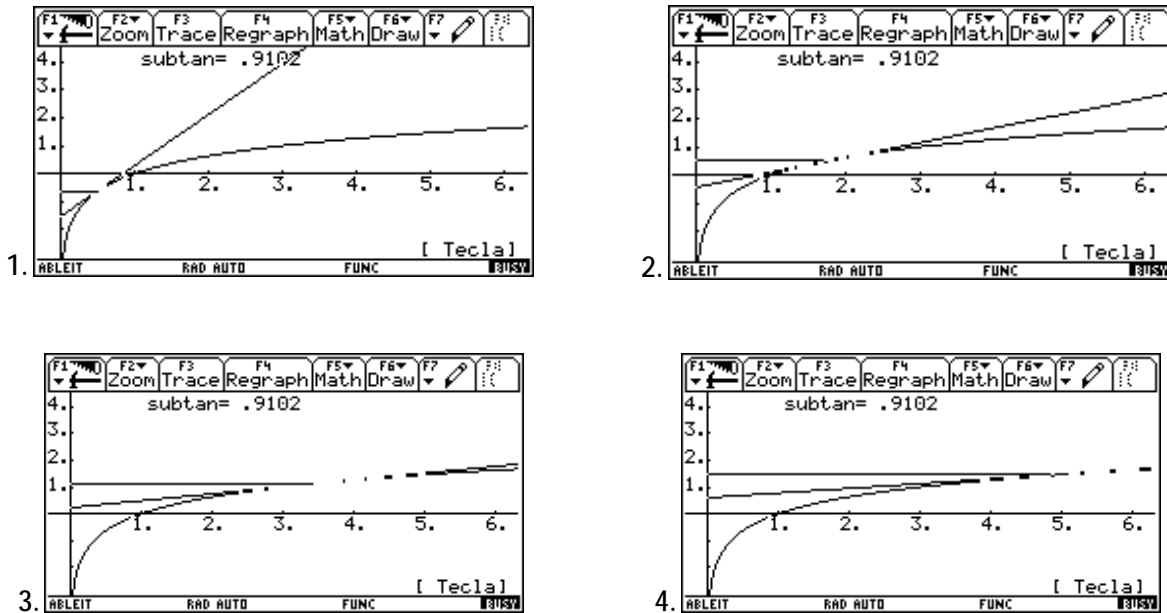 F1 F2 Zoom F3 Trace F4 Regraph F5 Math F6 Draw F7
subtan= .9102
4.
3.
2.
1.
1. 2. 3. 4. 5. 6.
[ Tecla]
1. ABLEIT RAD AUTO FUNC BUSY
F1 F2 Zoom F3 Trace F4 Regraph F5 Math F6 Draw F7
subtan= .9102
4.
3.
2.
1.
1. 2. 3. 4. 5. 6.
[ Tecla]
2. ABLEIT RAD AUTO FUNC BUSY
F1 F2 Zoom F3 Trace F4 Regraph F5 Math F6 Draw F7
subtan= .9102
4.
3.
2.
1.
1. 2. 3. 4. 5. 6.
[ Tecla]
3. ABLEIT RAD AUTO FUNC BUSY
F1 F2 Zoom F3 Trace F4 Regraph F5 Math F6 Draw F7
subtan= .9102
4.
3.
2.
1.
1. 2. 3. 4. 5. 6.
[ Tecla]
4. ABLEIT RAD AUTO FUNC BUSY